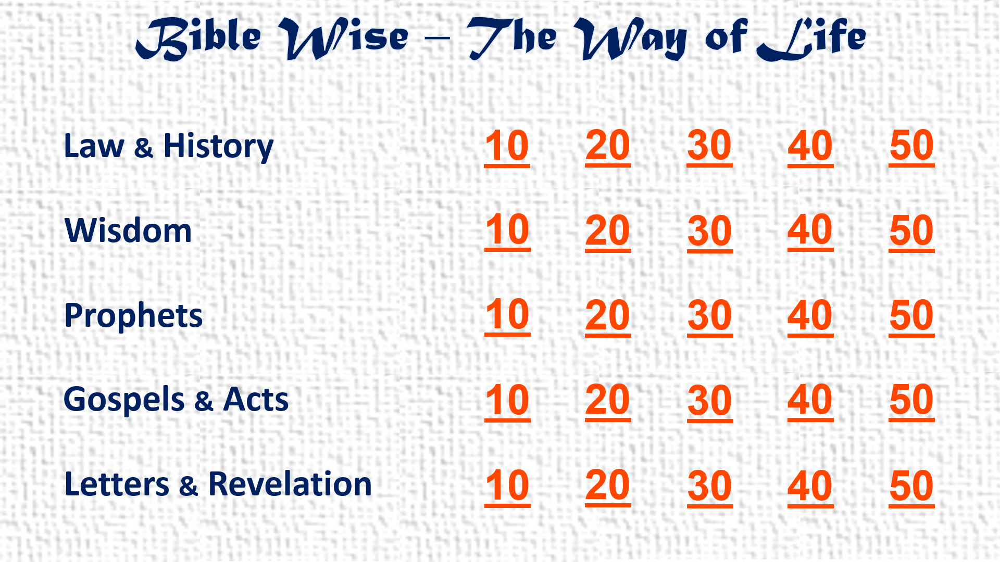 Bible Wise – The Way of Life
Law & History 10 20 30 40 50
Wisdom 10 20 30 40 50
Prophets 10 20 30 40 50
Gospels & Acts 10 20 30 40 50
Letters & Revelation 10 20 30 40 50